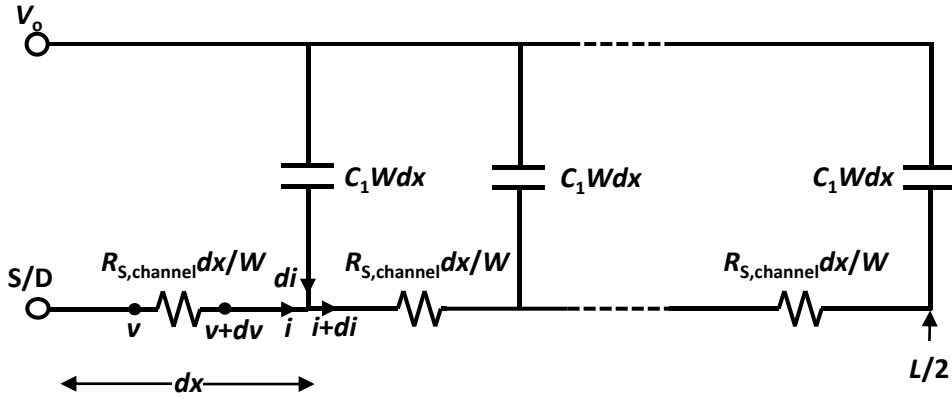 Vo
C1Wdx
C1Wdx
C1Wdx
RS,channeldx/W
RS,channeldx/W
RS,channeldx/W
S/D
di
v
v+dv
i
i+di
L/2
dx